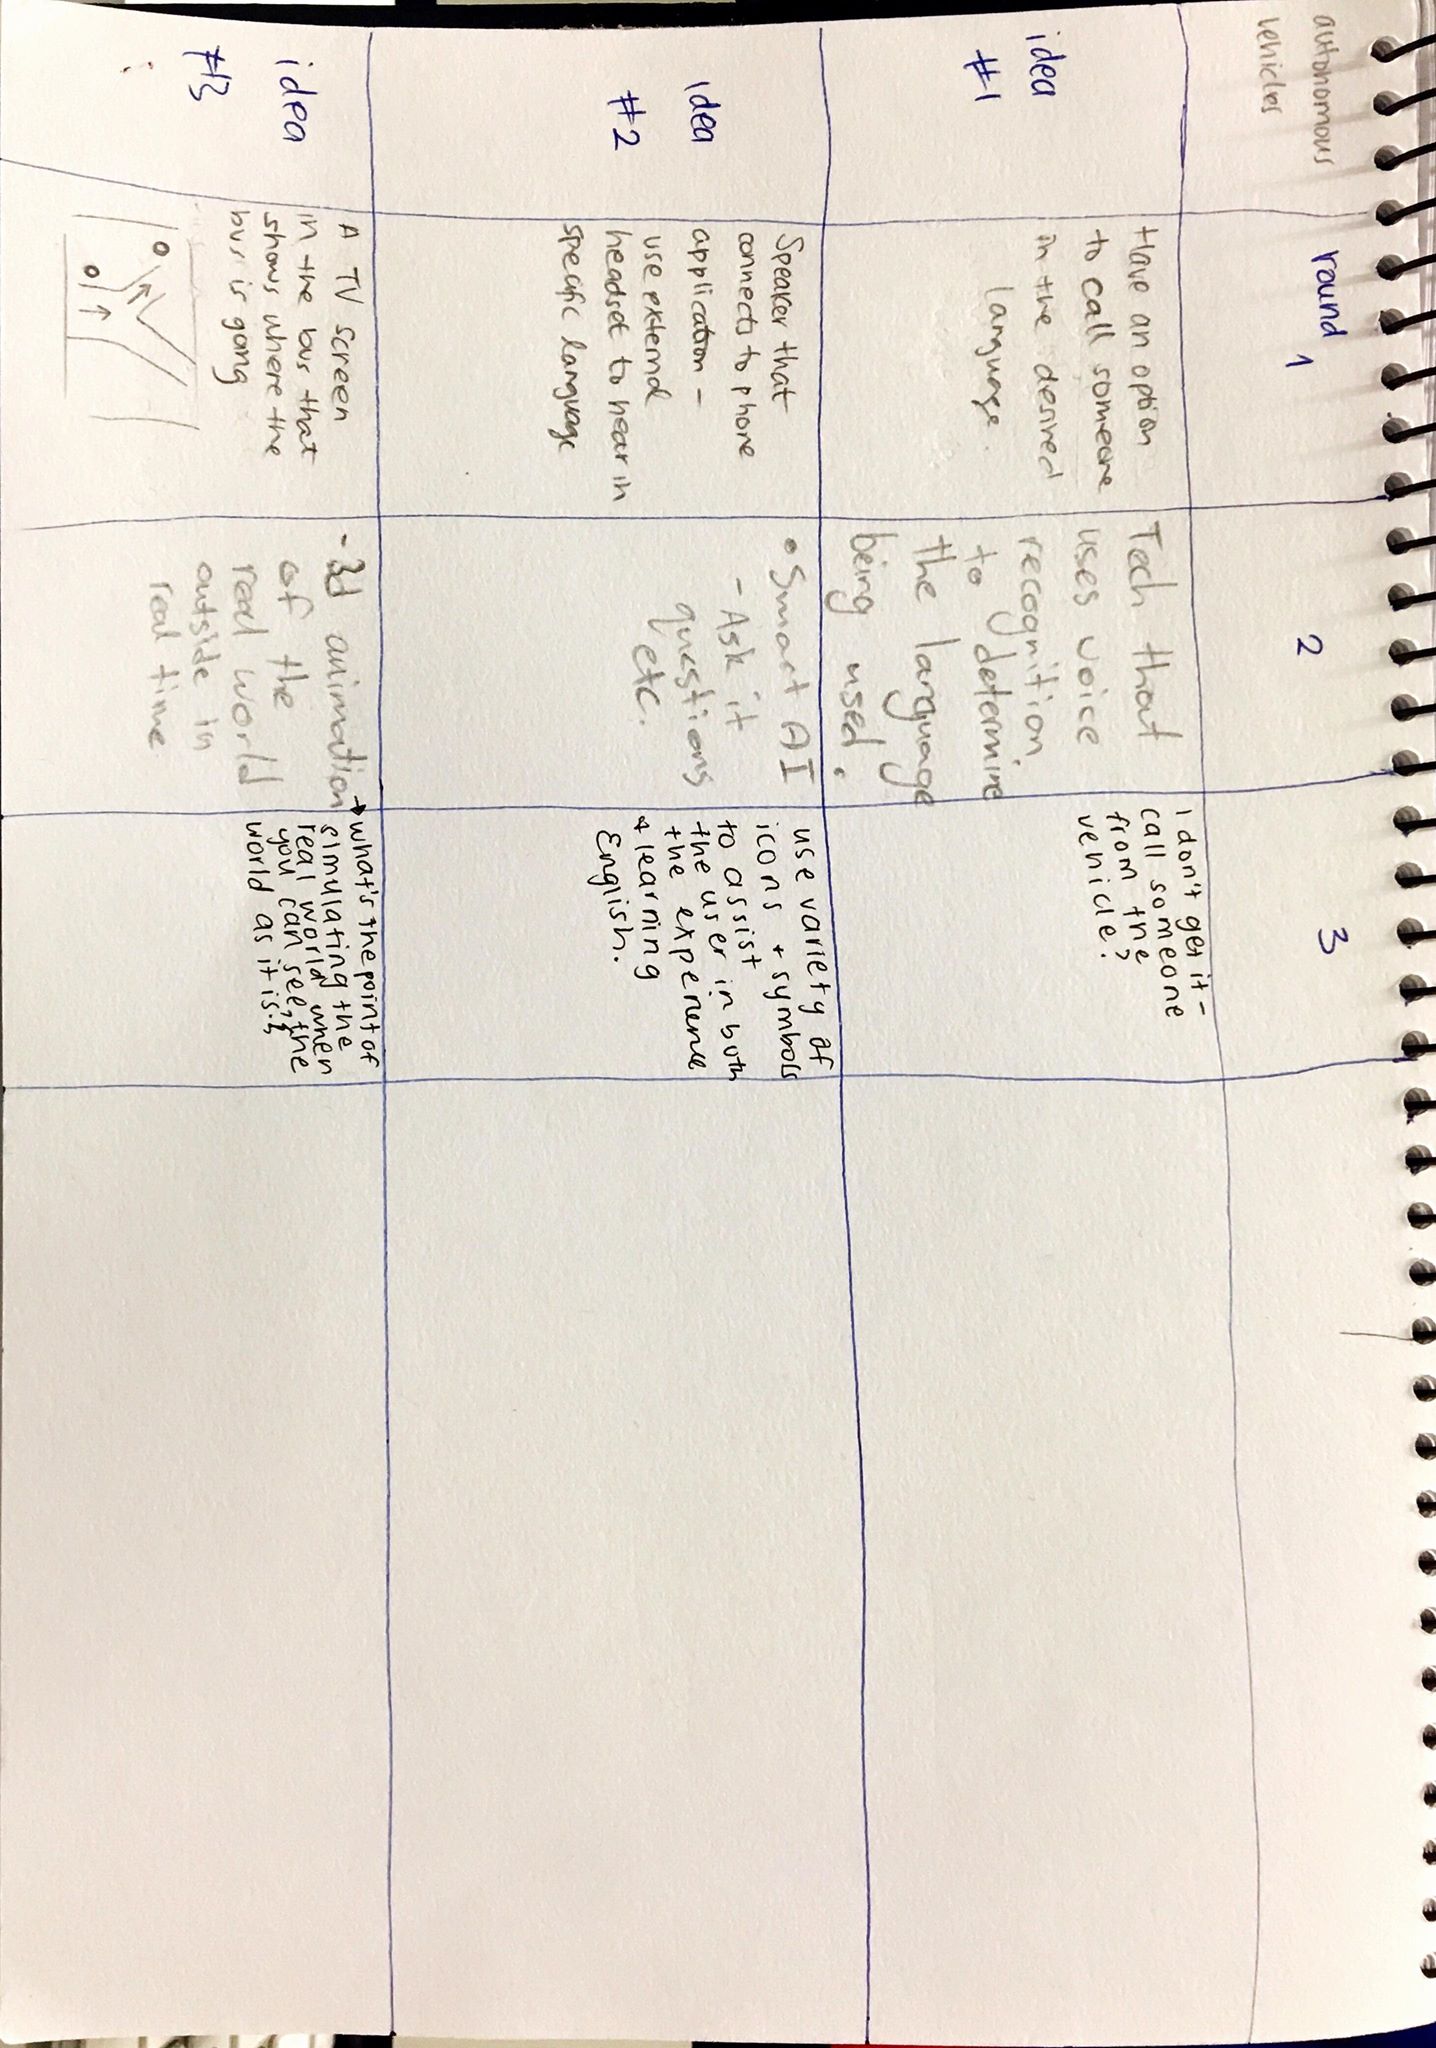 autonomous
vehicles
round
1
2
3
idea
#1
Have an option
to call someone
in the desired
language.
Tech that
uses voice
recognition
to determine
the language
being used.
I don't get it -
call someone
from the
vehicle?
idea
#2
Speaker that
connects to phone
application -
use external
headset to hear in
specific language
• Smart AI
- Ask it
questions
etc.
use variety of
icons + symbols
to assist
the user in both
the experience
& learning
English.
idea
#3
A TV screen
in the bus that
shows where the
bus is going
- 3d animation
of the
real world
outside in
real time
→ what's the point of
simulating the
real world when
you can see the
world as it is??